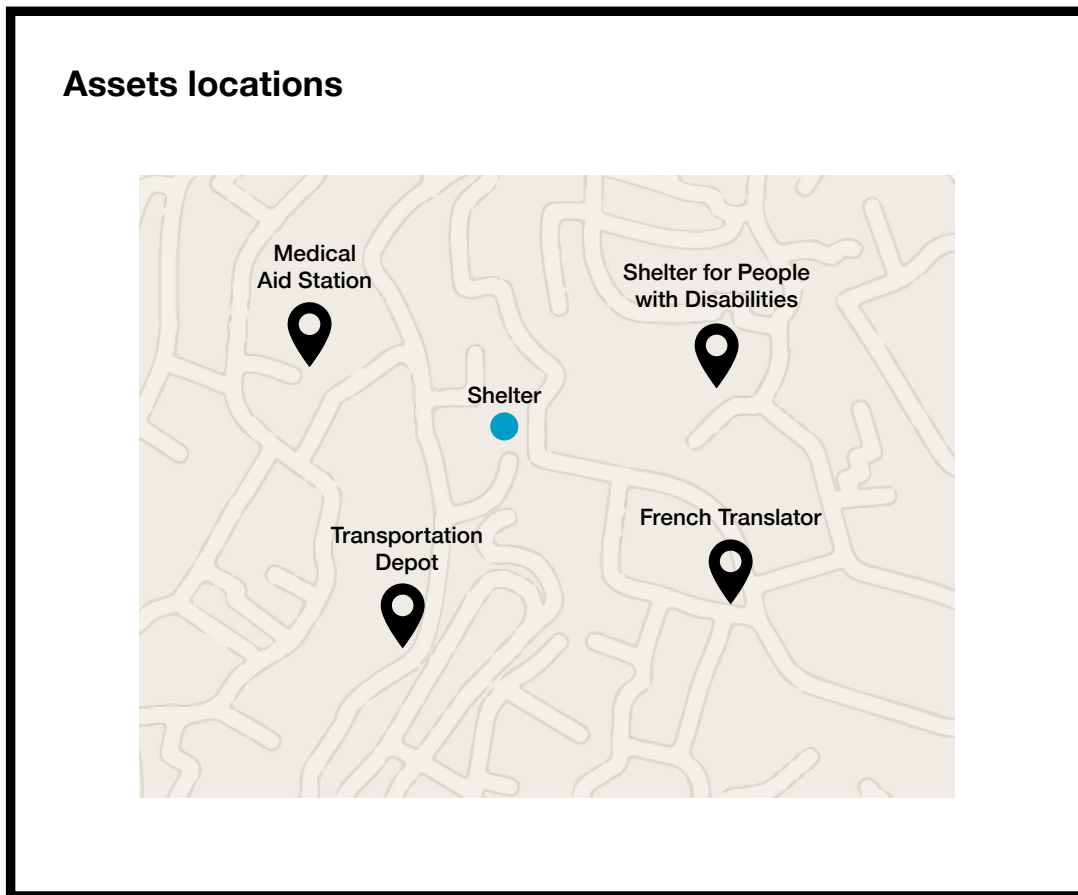 Assets locations
Medical
Aid Station
Shelter for People
with Disabilities
Shelter
French Translator
Transportation
Depot